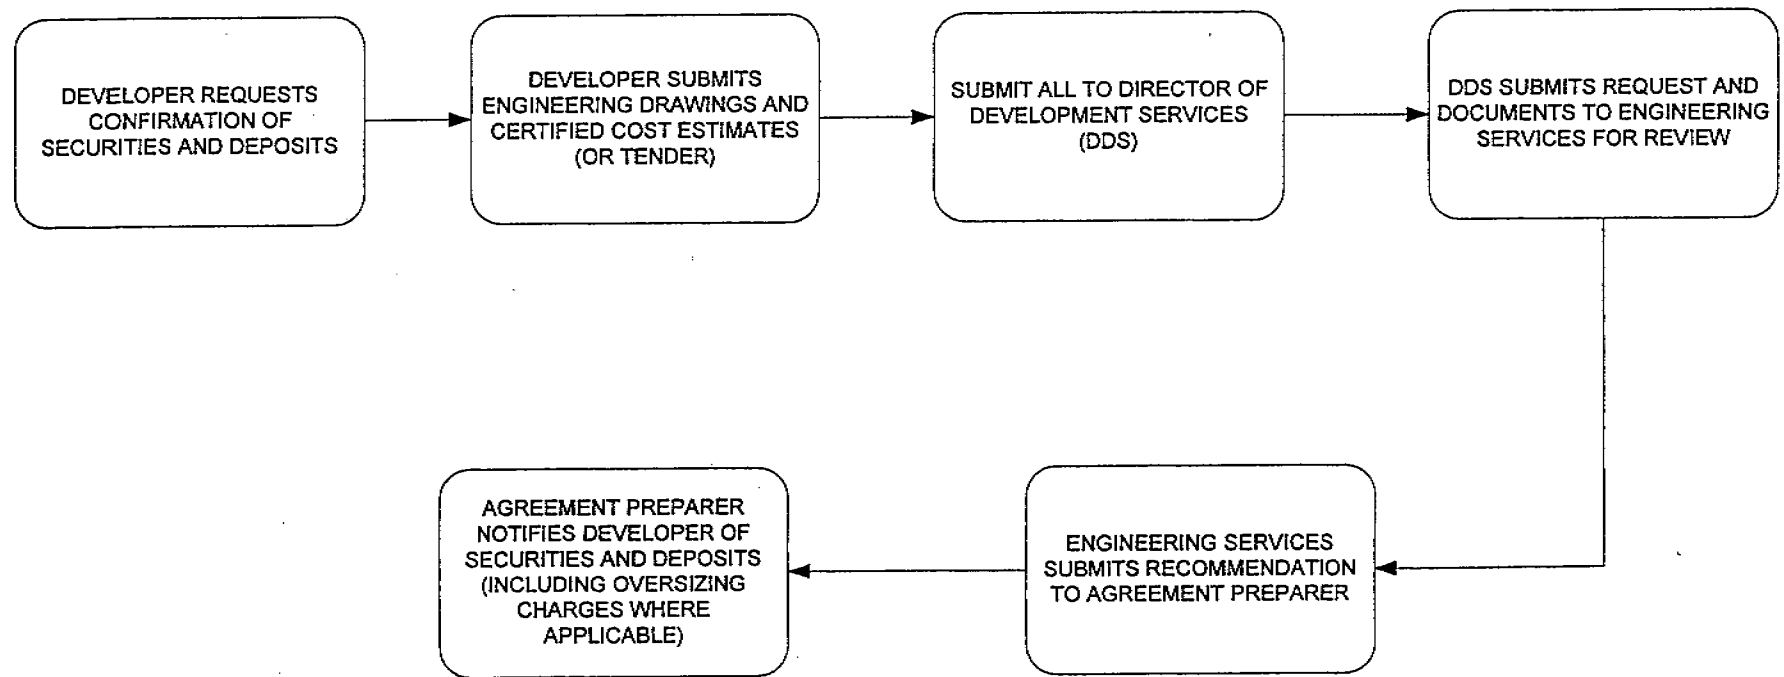 DEVELOPER REQUESTS
CONFIRMATION OF
SECURITIES AND DEPOSITS
DEVELOPER SUBMITS
ENGINEERING DRAWINGS AND
CERTIFIED COST ESTIMATES
(OR TENDER)
SUBMIT ALL TO DIRECTOR OF
DEVELOPMENT SERVICES
(DDS)
DDS SUBMITS REQUEST AND
DOCUMENTS TO ENGINEERING
SERVICES FOR REVIEW
ENGINEERING SERVICES
SUBMITS RECOMMENDATION
TO AGREEMENT PREPARER
AGREEMENT PREPARER
NOTIFIES DEVELOPER OF
SECURITIES AND DEPOSITS
(INCLUDING OVERSIZING
CHARGES WHERE
APPLICABLE)